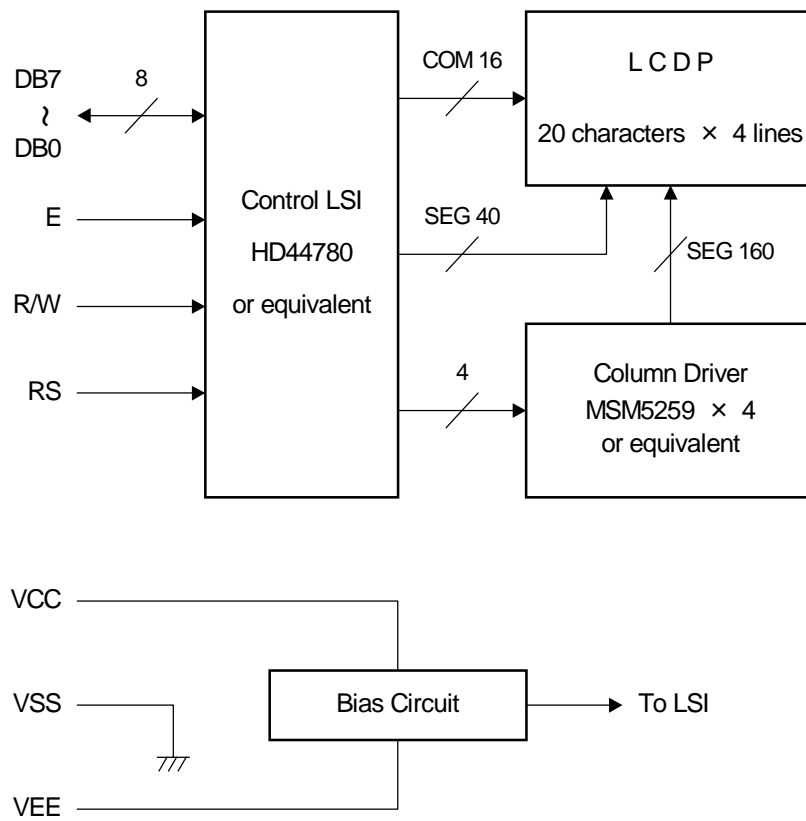 DB7
~
DB0
8
E
R/W
RS
Control LSI
HD44780
or equivalent
COM 16
SEG 40
4
L C D P
20 characters × 4 lines
SEG 160
Column Driver
MSM5259 × 4
or equivalent
VCC
VSS
VEE
Bias Circuit
To LSI